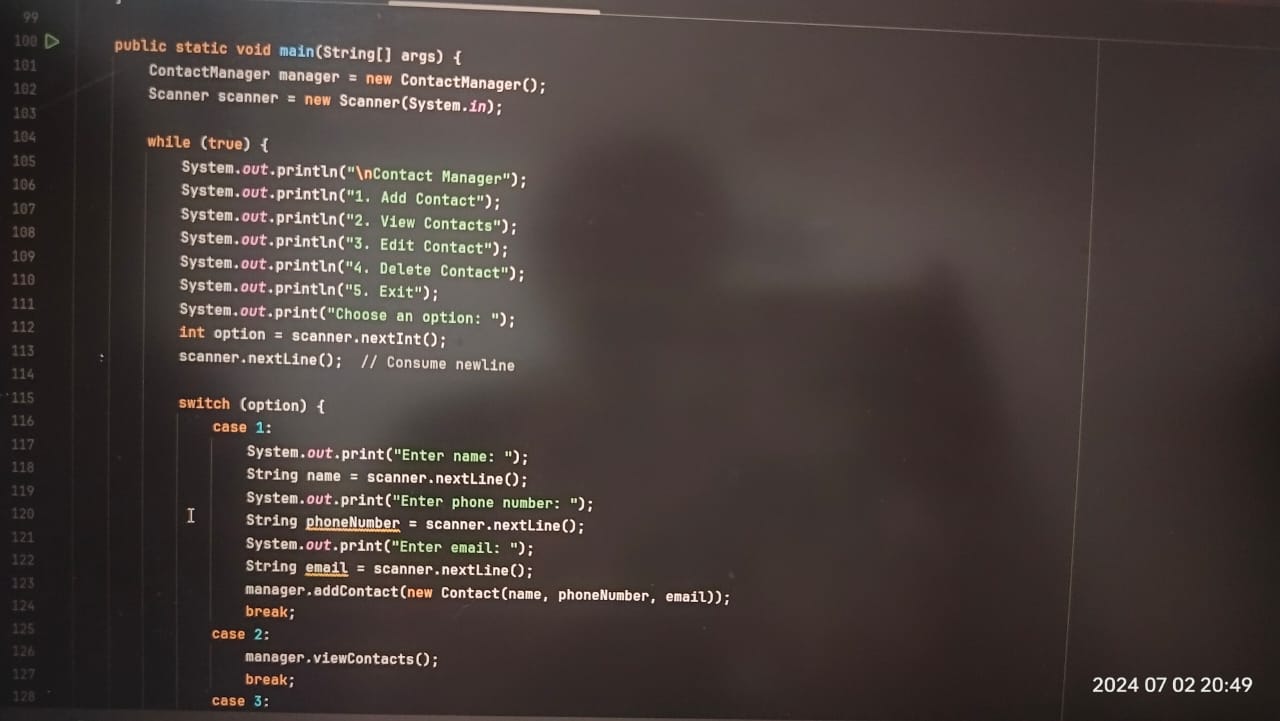 99
100 public static void main(String[] args) {
101 ContactManager manager = new ContactManager();
102 Scanner scanner = new Scanner(System.in);
103
104 while (true) {
105 System.out.println("\nContact Manager");
106 System.out.println("1. Add Contact");
107 System.out.println("2. View Contacts");
108 System.out.println("3. Edit Contact");
109 System.out.println("4. Delete Contact");
110 System.out.println("5. Exit");
111 System.out.print("Choose an option: ");
112 int option = scanner.nextInt();
113 scanner.nextLine();  // Consume newline
114
115 switch (option) {
116 case 1:
117 System.out.print("Enter name: ");
118 String name = scanner.nextLine();
119 System.out.print("Enter phone number: ");
120 String phoneNumber = scanner.nextLine();
121 System.out.print("Enter email: ");
122 String email = scanner.nextLine();
123 manager.addContact(new Contact(name, phoneNumber, email));
124 break;
125 case 2:
126 manager.viewContacts();
127 break;
128 case 3:
2024 07 02 20:49